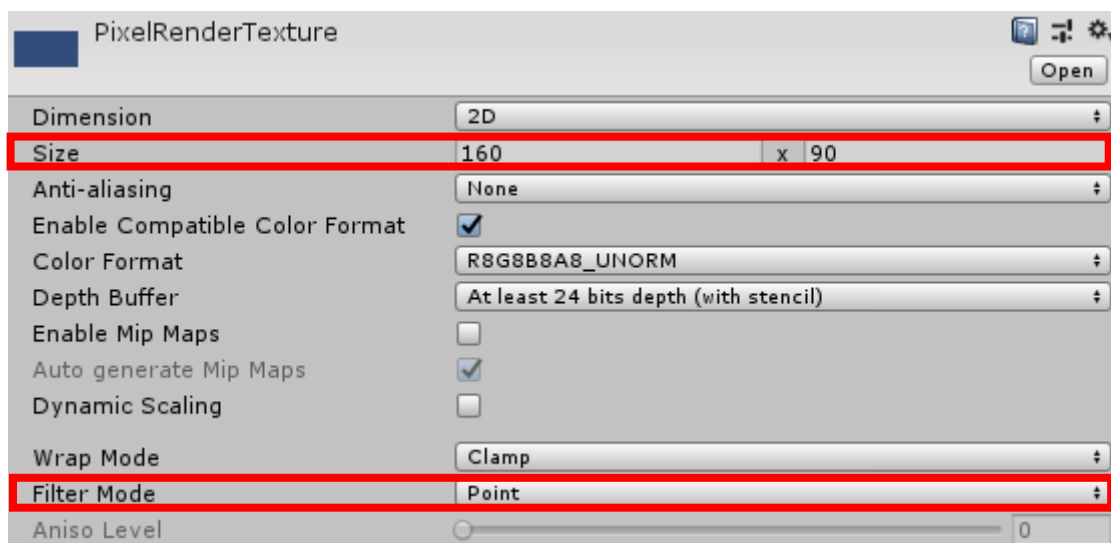 PixelRenderTexture
Open
Dimension 2D
Size 160 x 90
Anti-aliasing None
Enable Compatible Color Format
Color Format R8G8B8A8_UNORM
Depth Buffer At least 24 bits depth (with stencil)
Enable Mip Maps
Auto generate Mip Maps
Dynamic Scaling
Wrap Mode Clamp
Filter Mode Point
Aniso Level 0